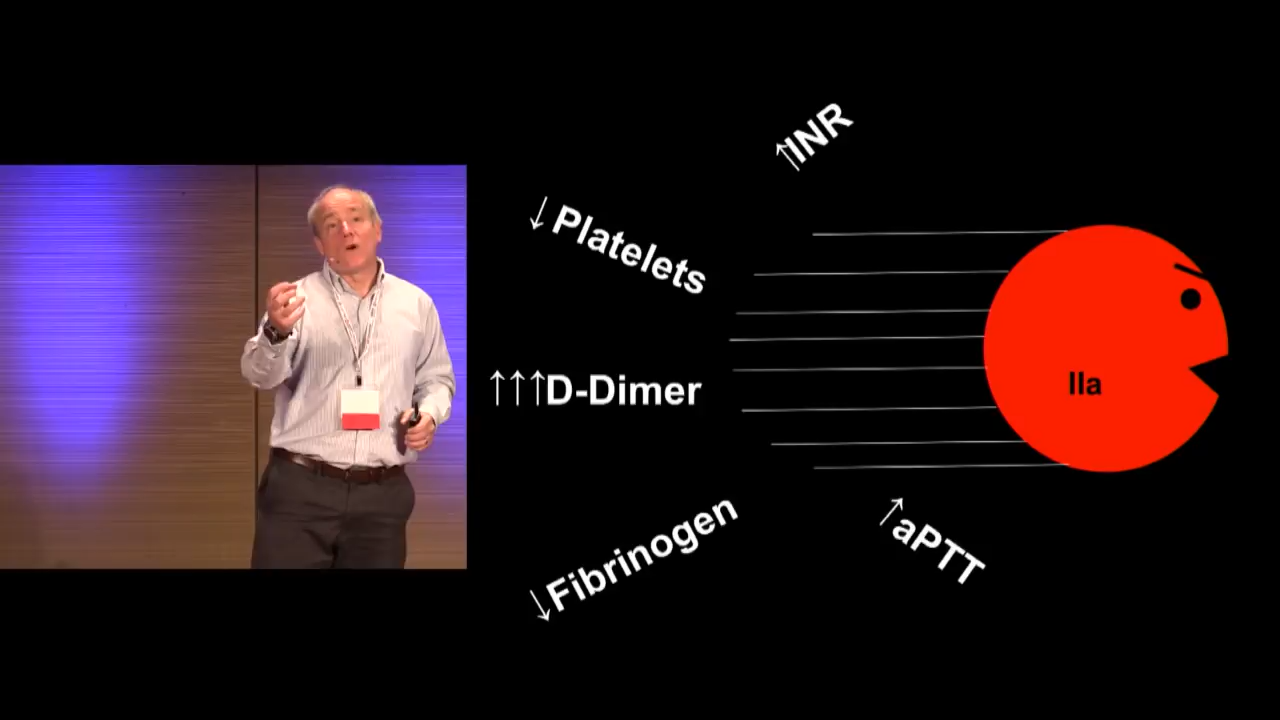 ↑INR
↓Platelets
↑↑↑D-Dimer
IIa
↓Fibrinogen
↑aPTT